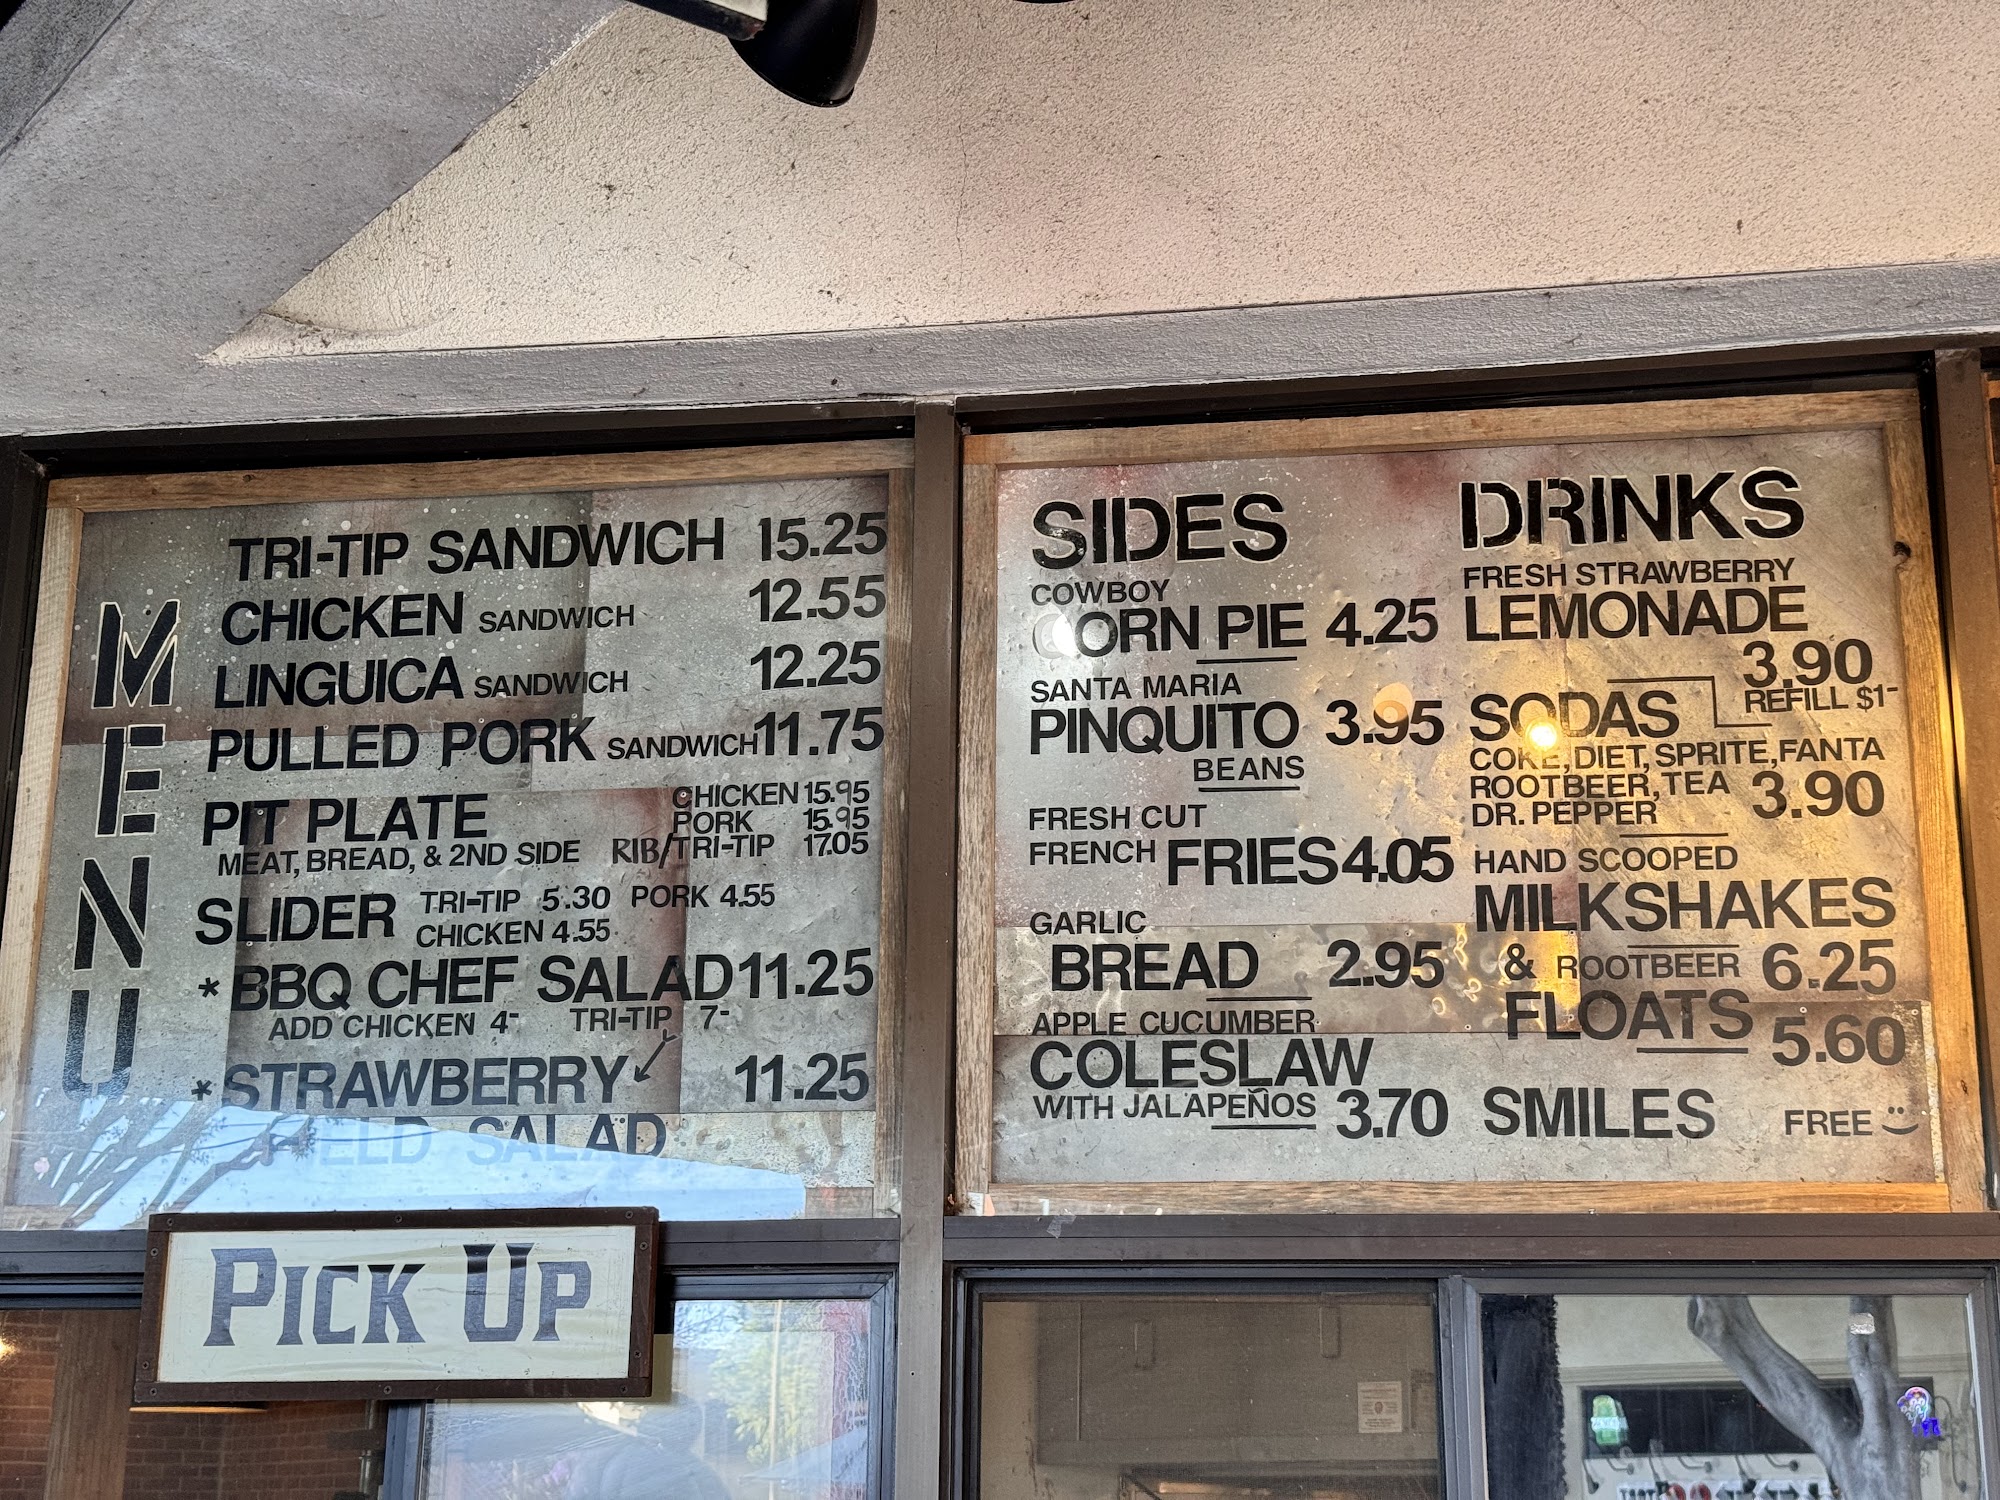 MENU
TRI-TIP SANDWICH 15.25
CHICKEN SANDWICH 12.55
LINGUICA SANDWICH 12.25
PULLED PORK SANDWICH 11.75
PIT PLATE CHICKEN 15.95
PORK 15.95
MEAT, BREAD, & 2ND SIDE RIB/TRI-TIP 17.05
SLIDER TRI-TIP 5.30 PORK 4.55
CHICKEN 4.55
* BBQ CHEF SALAD 11.25
ADD CHICKEN 4- TRI-TIP 7-
* STRAWBERRY 11.25
FIELD SALAD
PICK UP
SIDES
COWBOY
CORN PIE 4.25
SANTA MARIA
PINQUITO 3.95
BEANS
FRESH CUT
FRENCH FRIES 4.05
GARLIC
BREAD 2.95
APPLE CUCUMBER
COLESLAW
WITH JALAPEÑOS 3.70
DRINKS
FRESH STRAWBERRY
LEMONADE
3.90
REFILL $1-
SODAS
COKE, DIET, SPRITE, FANTA
ROOTBEER, TEA
DR. PEPPER 3.90
HAND SCOOPED
MILKSHAKES
& ROOTBEER 6.25
FLOATS 5.60
SMILES FREE